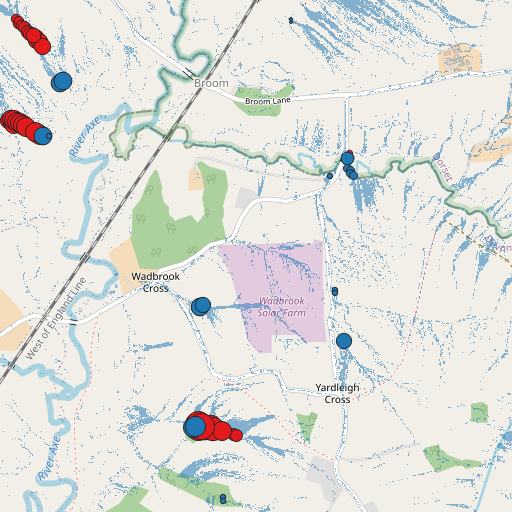 Broom
Broom Lane
River Axe
Dorset
Wadbrook
Cross
Wadbrook
Solar Farm
West of England Line
Yardleigh
Cross
River Axe